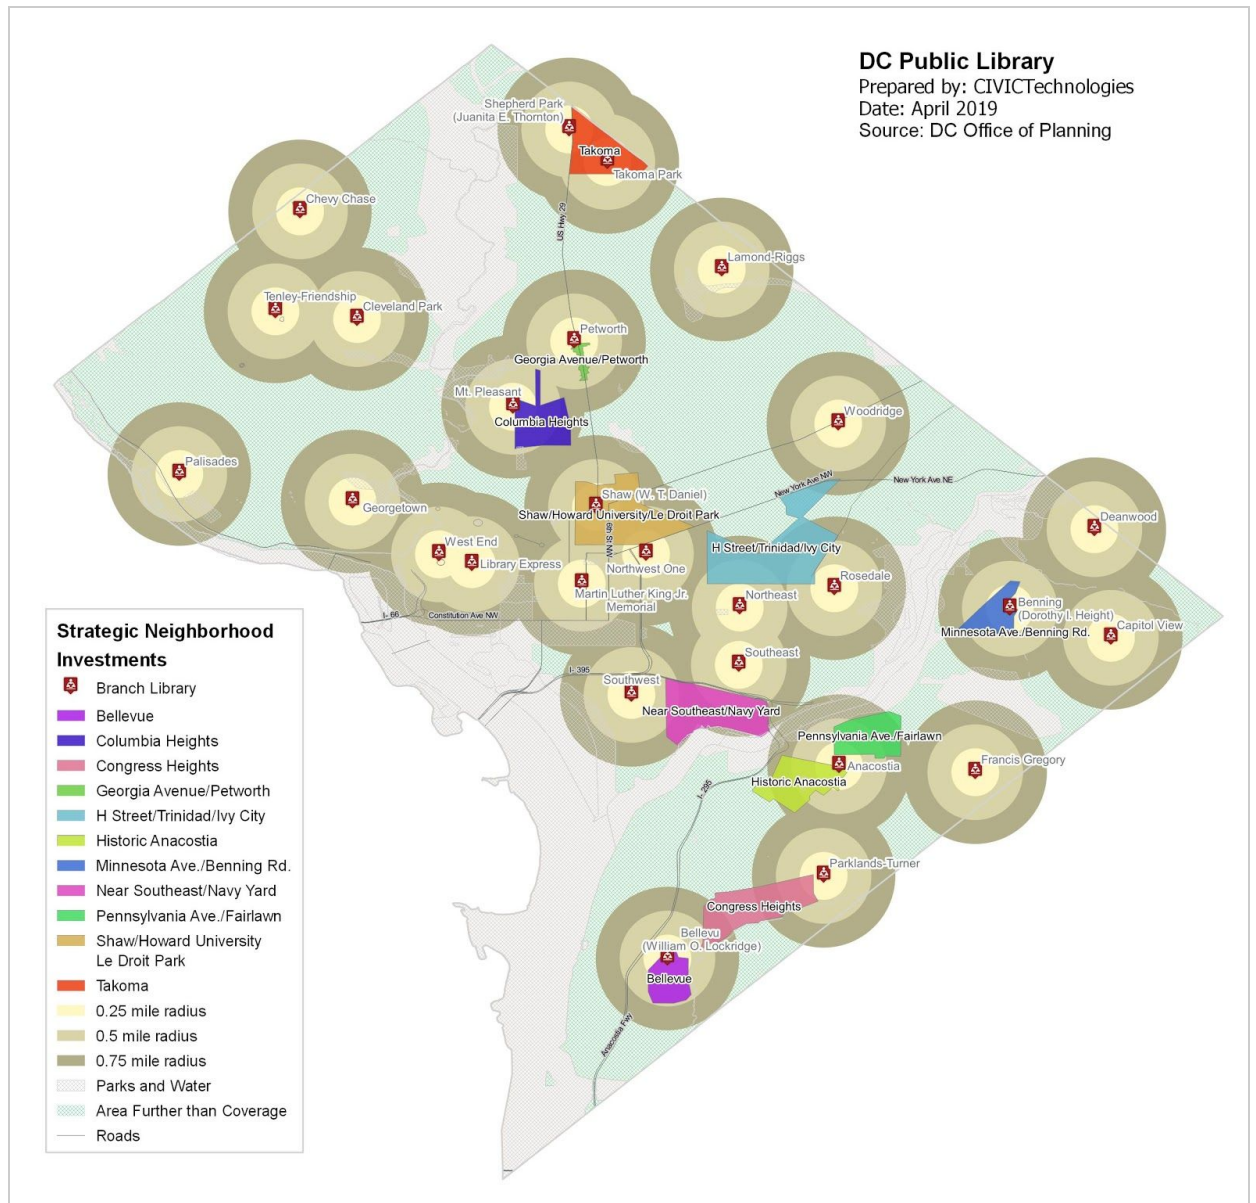 DC Public Library
Prepared by: CIVICTechnologies
Date: April 2019
Source: DC Office of Planning
Shepherd Park
(Juanita E. Thornton)
Takoma
Takoma Park
US Hwy 29
Chevy Chase
Lamond-Riggs
Tenley-Friendship
Cleveland Park
Petworth
Georgia Avenue/Petworth
Mt. Pleasant
Columbia Heights
Woodridge
Palisades
Georgetown
Shaw (W. T. Daniel)
Shaw/Howard University/Le Droit Park
6th St NW
New York Ave NW
New York Ave NE
Deanwood
West End
Library Express
Northwest One
H Street/Trinidad/Ivy City
Rosedale
Martin Luther King Jr.
Memorial
Northeast
Benning
(Dorothy I. Height)
Minnesota Ave./Benning Rd.
Capitol View
I- 66
Constitution Ave NW
Southeast
I- 395
Southwest
Near Southeast/Navy Yard
Pennsylvania Ave./Fairlawn
Anacostia
Francis Gregory
Historic Anacostia
I- 295
Parklands-Turner
Congress Heights
Bellevu
(William O. Lockridge)
Bellevue
Anacostia Fwy
Strategic Neighborhood
Investments
Branch Library
Bellevue
Columbia Heights
Congress Heights
Georgia Avenue/Petworth
H Street/Trinidad/Ivy City
Historic Anacostia
Minnesota Ave./Benning Rd.
Near Southeast/Navy Yard
Pennsylvania Ave./Fairlawn
Shaw/Howard University
Le Droit Park
Takoma
0.25 mile radius
0.5 mile radius
0.75 mile radius
Parks and Water
Area Further than Coverage
Roads